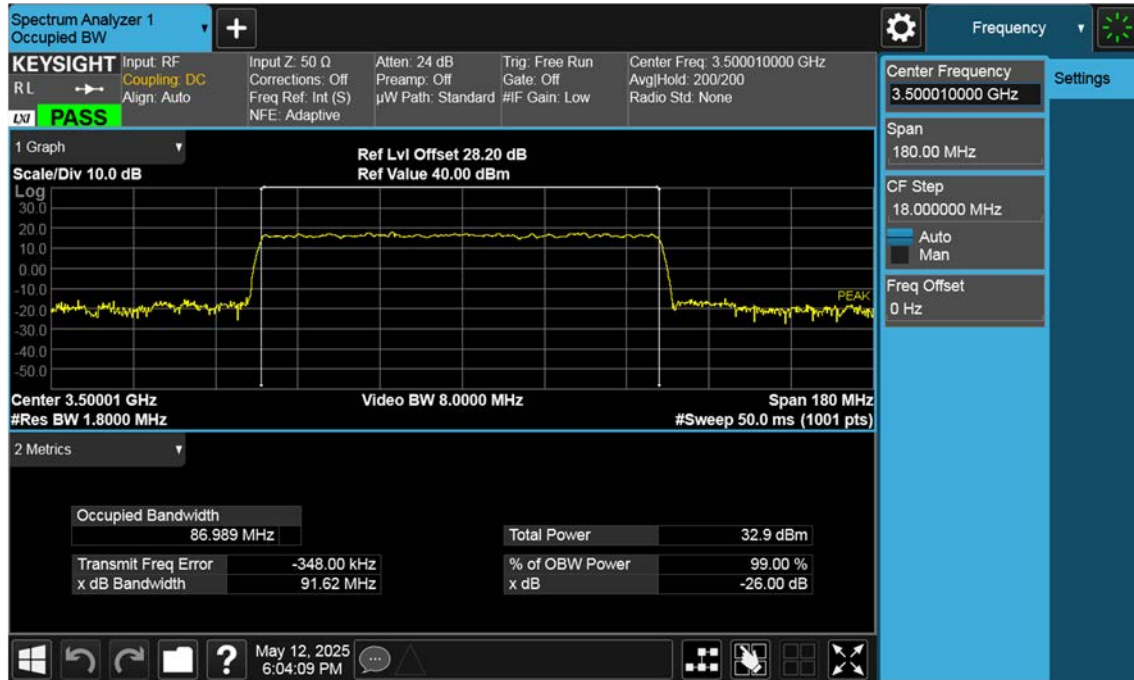 Spectrum Analyzer 1
Occupied BW
+
Frequency
KEYSIGHT
R L
LXI
PASS
Input: RF
Coupling: DC
Align: Auto
Input Z: 50 Ω
Corrections: Off
Freq Ref: Int (S)
NFE: Adaptive
Atten: 24 dB
Preamp: Off
µW Path: Standard
Trig: Free Run
Gate: Off
#IF Gain: Low
Center Freq: 3.500010000 GHz
Avg|Hold: 200/200
Radio Std: None
Center Frequency
3.500010000 GHz
Settings
Span
180.00 MHz
CF Step
18.000000 MHz
Auto
Man
Freq Offset
0 Hz
1 Graph
Scale/Div 10.0 dB
Ref Lvl Offset 28.20 dB
Ref Value 40.00 dBm
Log
30.0
20.0
10.0
0.00
-10.0
-20.0
-30.0
-40.0
-50.0
PEAK
Center 3.50001 GHz
Video BW 8.0000 MHz
Span 180 MHz
#Res BW 1.8000 MHz
#Sweep 50.0 ms (1001 pts)
2 Metrics
Occupied Bandwidth
86.989 MHz
Total Power 32.9 dBm
Transmit Freq Error -348.00 kHz
% of OBW Power 99.00 %
x dB Bandwidth 91.62 MHz
x dB -26.00 dB
?
May 12, 2025
6:04:09 PM